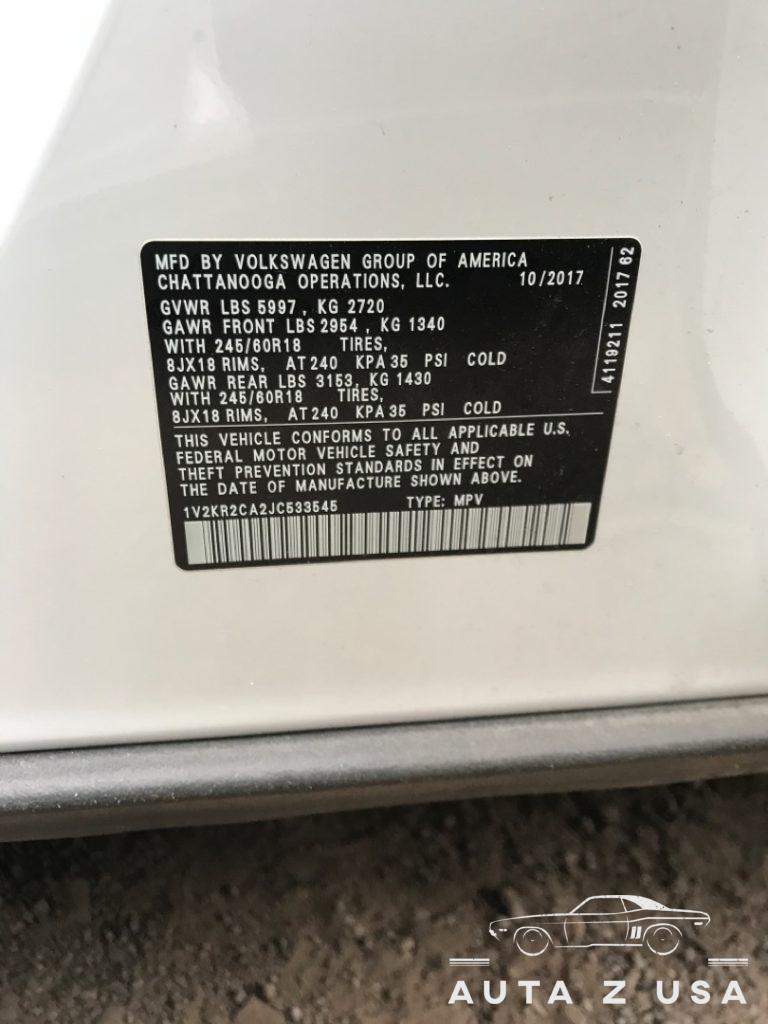 MFD BY VOLKSWAGEN GROUP OF AMERICA
CHATTANOOGA OPERATIONS, LLC. 10/2017
GVWR LBS 5997, KG 2720
GAWR FRONT LBS 2954, KG 1340
WITH 245/60R18 TIRES,
8JX18 RIMS, AT 240 KPA 35 PSI COLD
GAWR REAR LBS 3153, KG 1430
WITH 245/60R18 TIRES,
8JX18 RIMS, AT 240 KPA 35 PSI COLD
4119211 2017 62
THIS VEHICLE CONFORMS TO ALL APPLICABLE U.S.
FEDERAL MOTOR VEHICLE SAFETY AND
THEFT PREVENTION STANDARDS IN EFFECT ON
THE DATE OF MANUFACTURE SHOWN ABOVE.
1V2KR2CA2JC533545 TYPE: MPV
AUTA Z USA